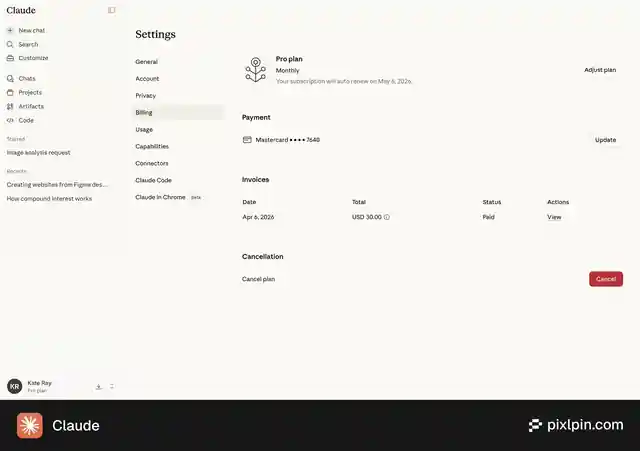 Claude
New chat
Search
Customize
Chats
Projects
Artifacts
Code
Starred
Image analysis request
Recents
Creating websites from Figma des...
How compound interest works
KR
Kate Ray
Pro plan
Settings
General
Account
Privacy
Billing
Usage
Capabilities
Connectors
Claude Code
Claude in Chrome Beta
Pro plan
Monthly
Your subscription will auto renew on May 6, 2026.
Adjust plan
Payment
Mastercard •••• 7640
Update
Invoices
Date Total Status Actions
Apr 6, 2026 USD 30.00 Paid View
Cancellation
Cancel plan
Cancel
Claude
pixlpin.com